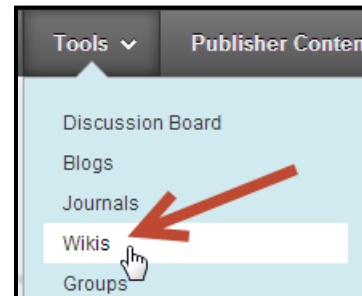 Tools Publisher Conten
Discussion Board
Blogs
Journals
Wikis
Groups